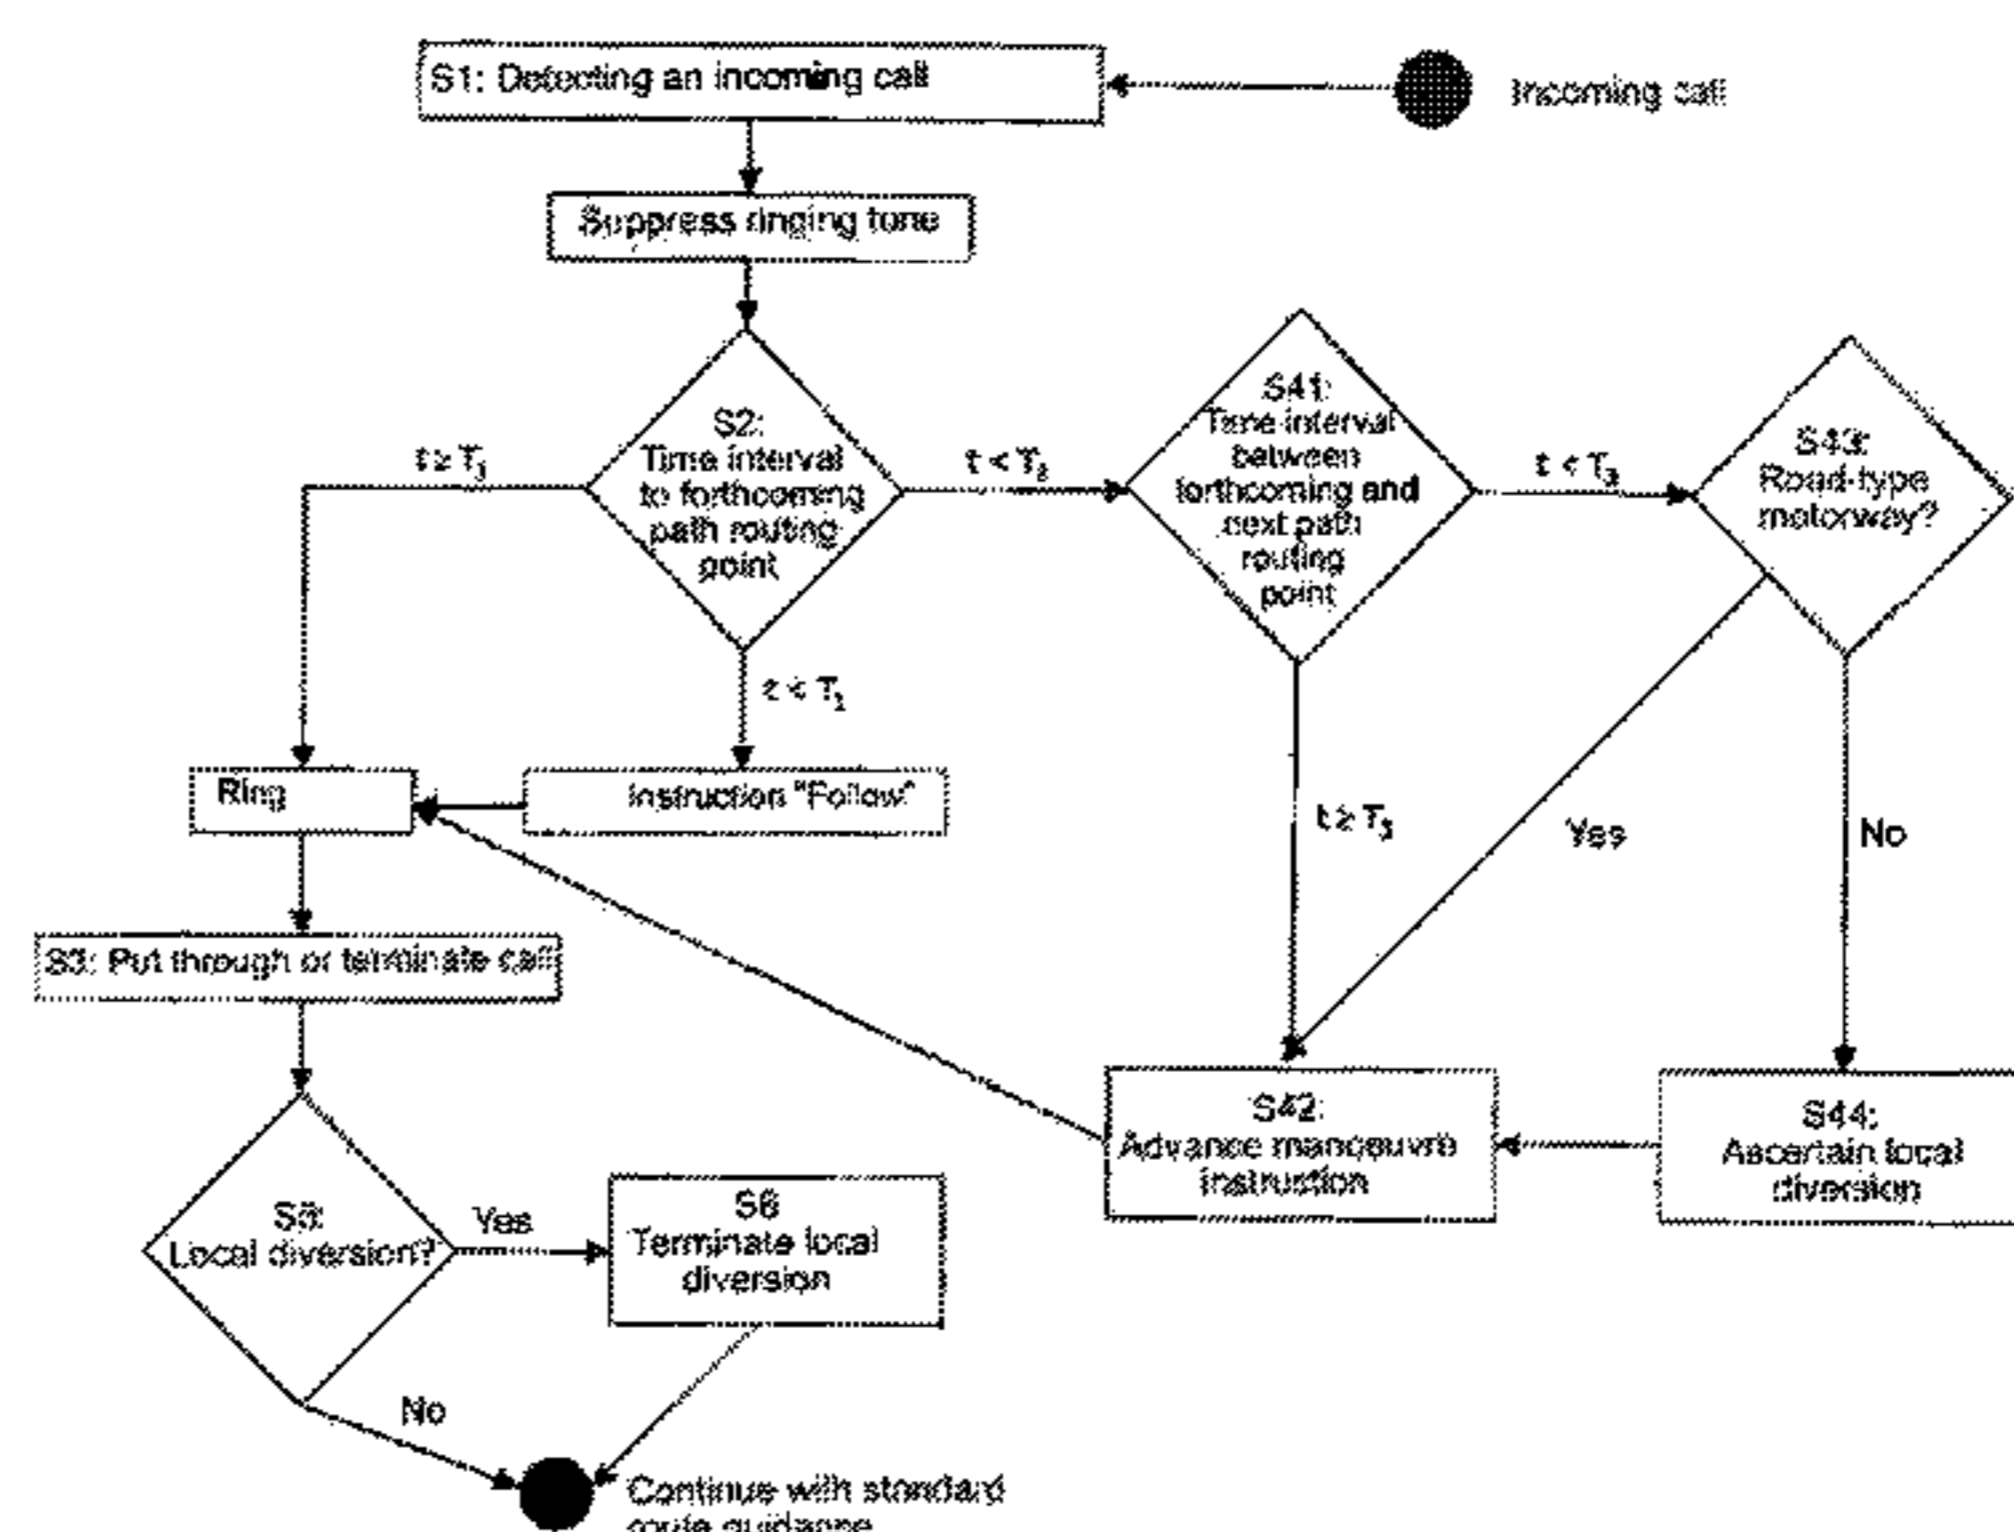 S1: Detecting an incoming call
Incoming call
Suppress ringing tone
S2:
Time interval
to forthcoming
path routing
point
t ≥ T₁
t < T₂
t < T₁
S41:
Time interval
between
forthcoming and
next path
routing
point
t < T₃
t ≥ T₃
S43:
Road-type
motorway?
Yes
No
Ring
Instruction "Follow"
S3: Put through or terminate call
S42:
Advance manoeuvre
instruction
S44:
Ascertain local
diversion
S5:
Local diversion?
Yes
No
S6
Terminate local
diversion
Continue with standard
route guidance